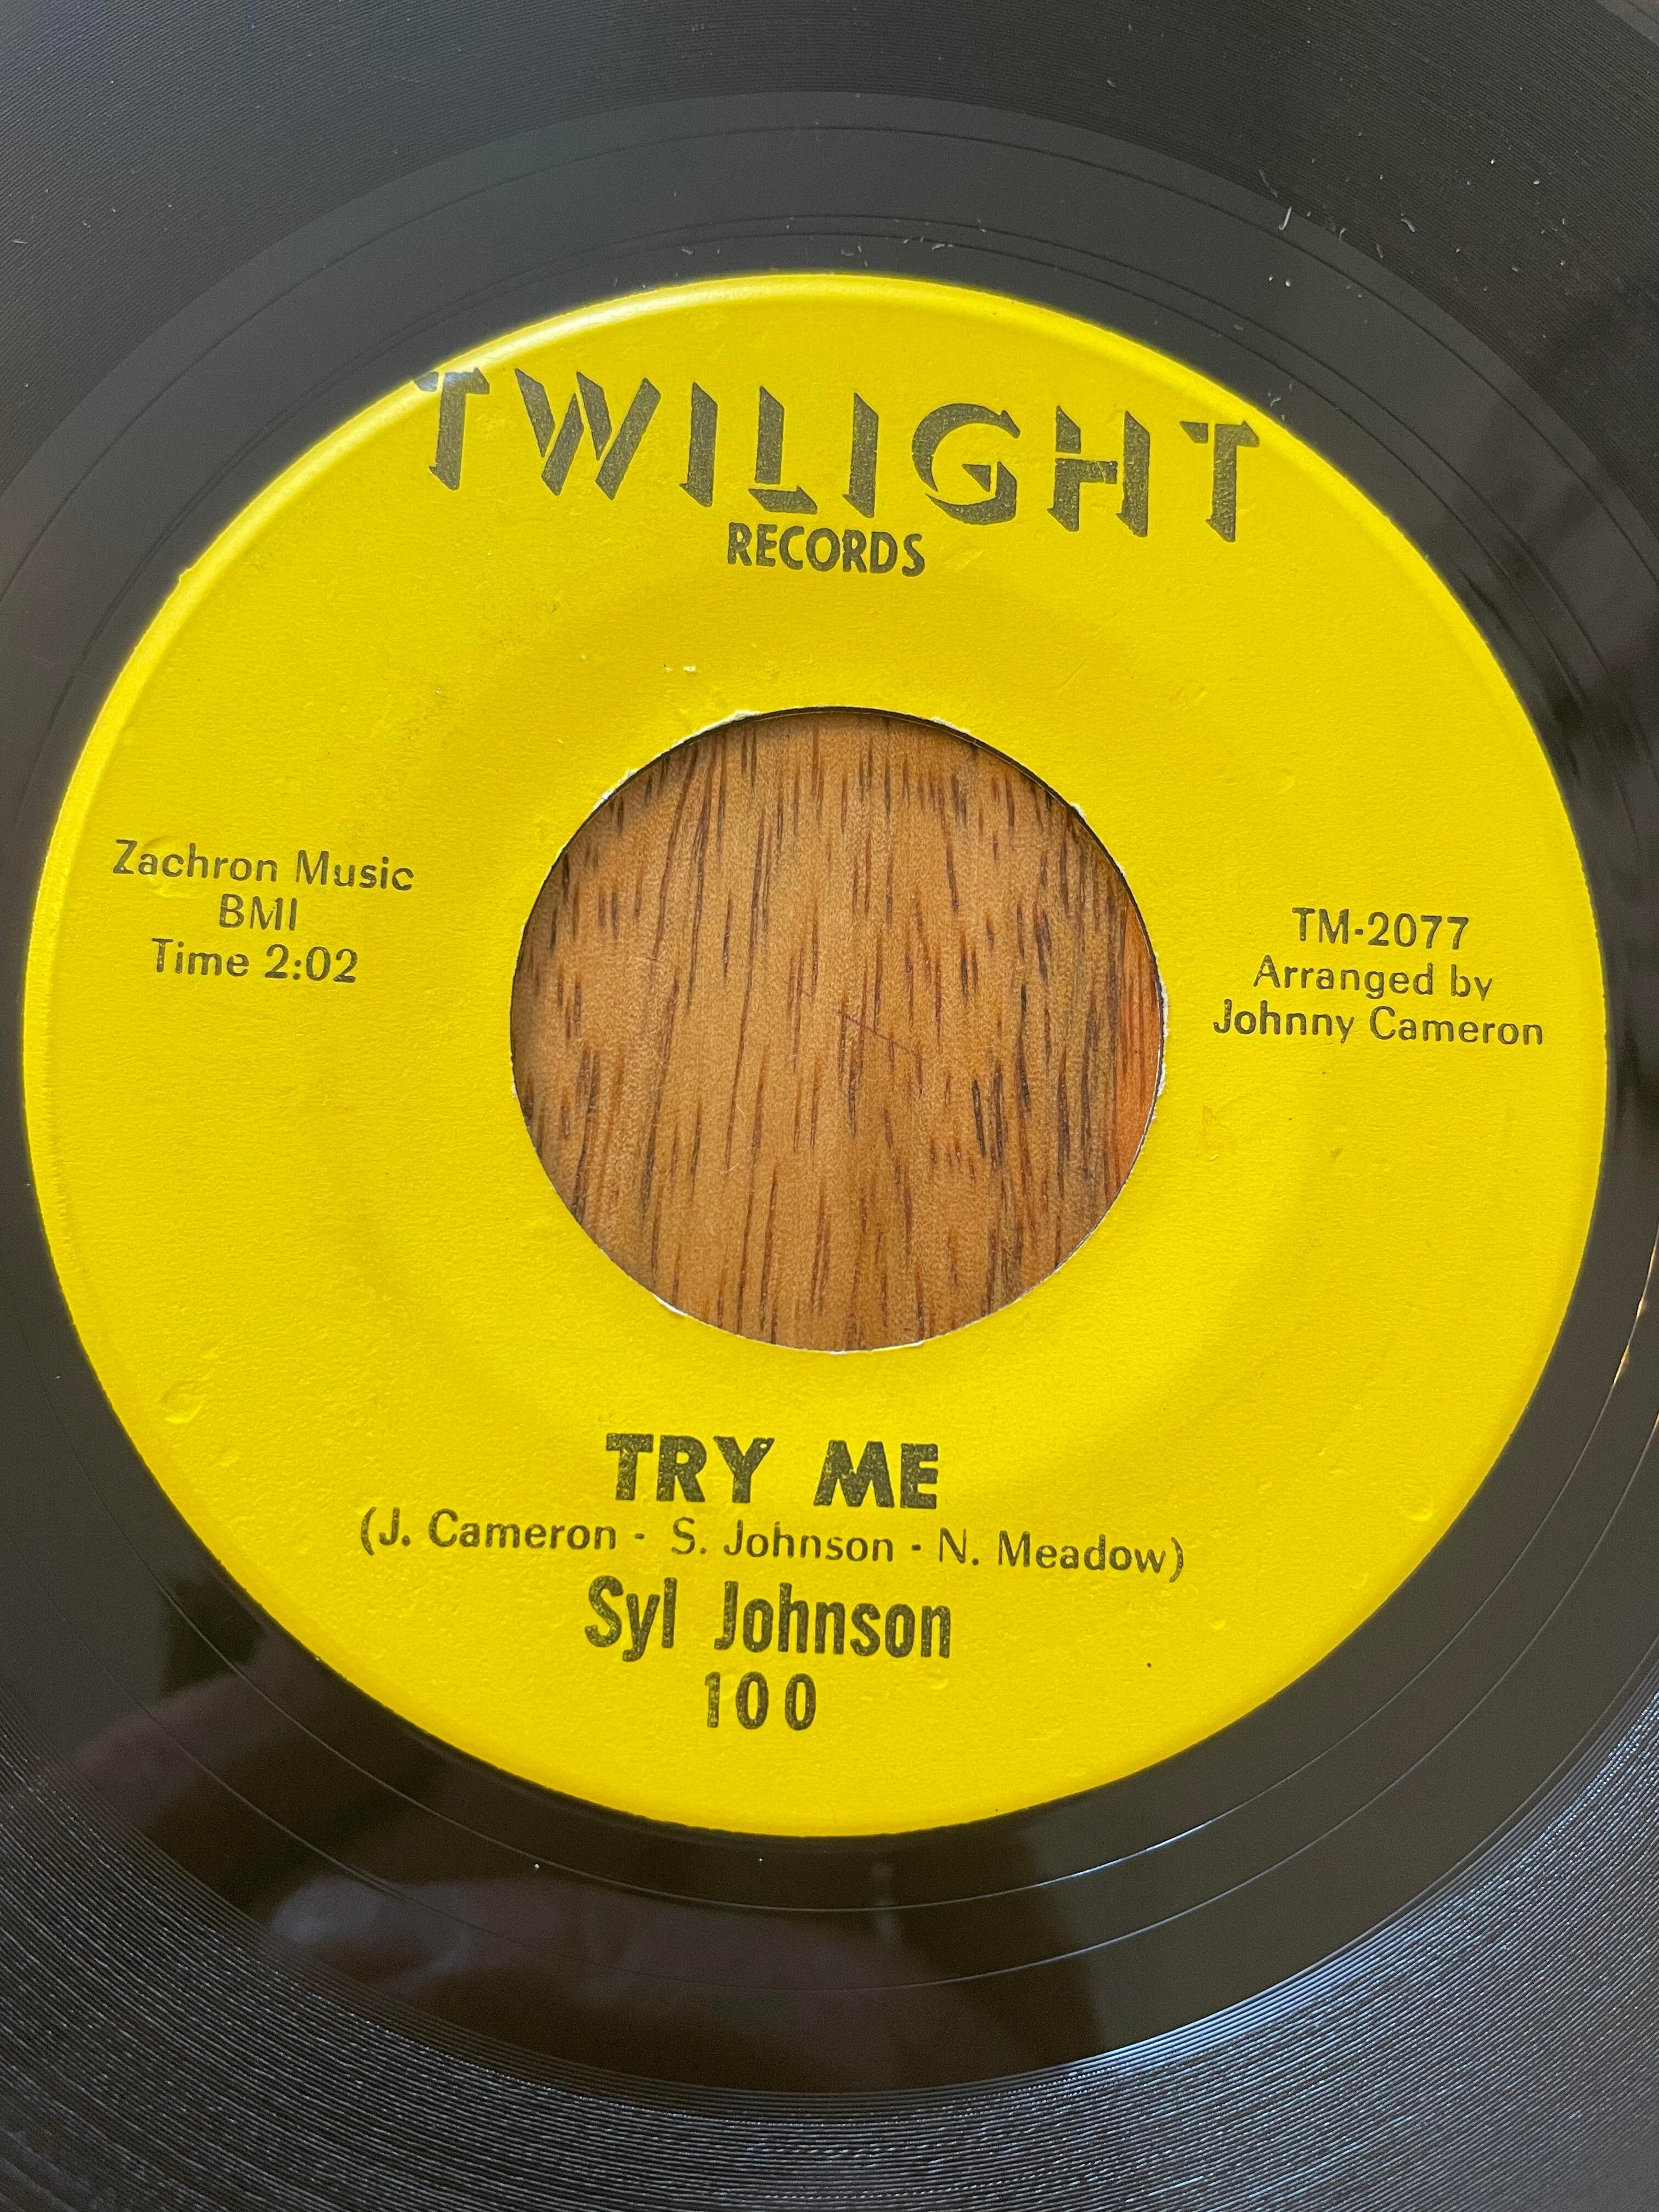 TWILIGHT
RECORDS
Zachron Music
BMI
Time 2:02
TM-2077
Arranged by
Johnny Cameron
TRY ME
(J. Cameron - S. Johnson - N. Meadow)
Syl Johnson
100